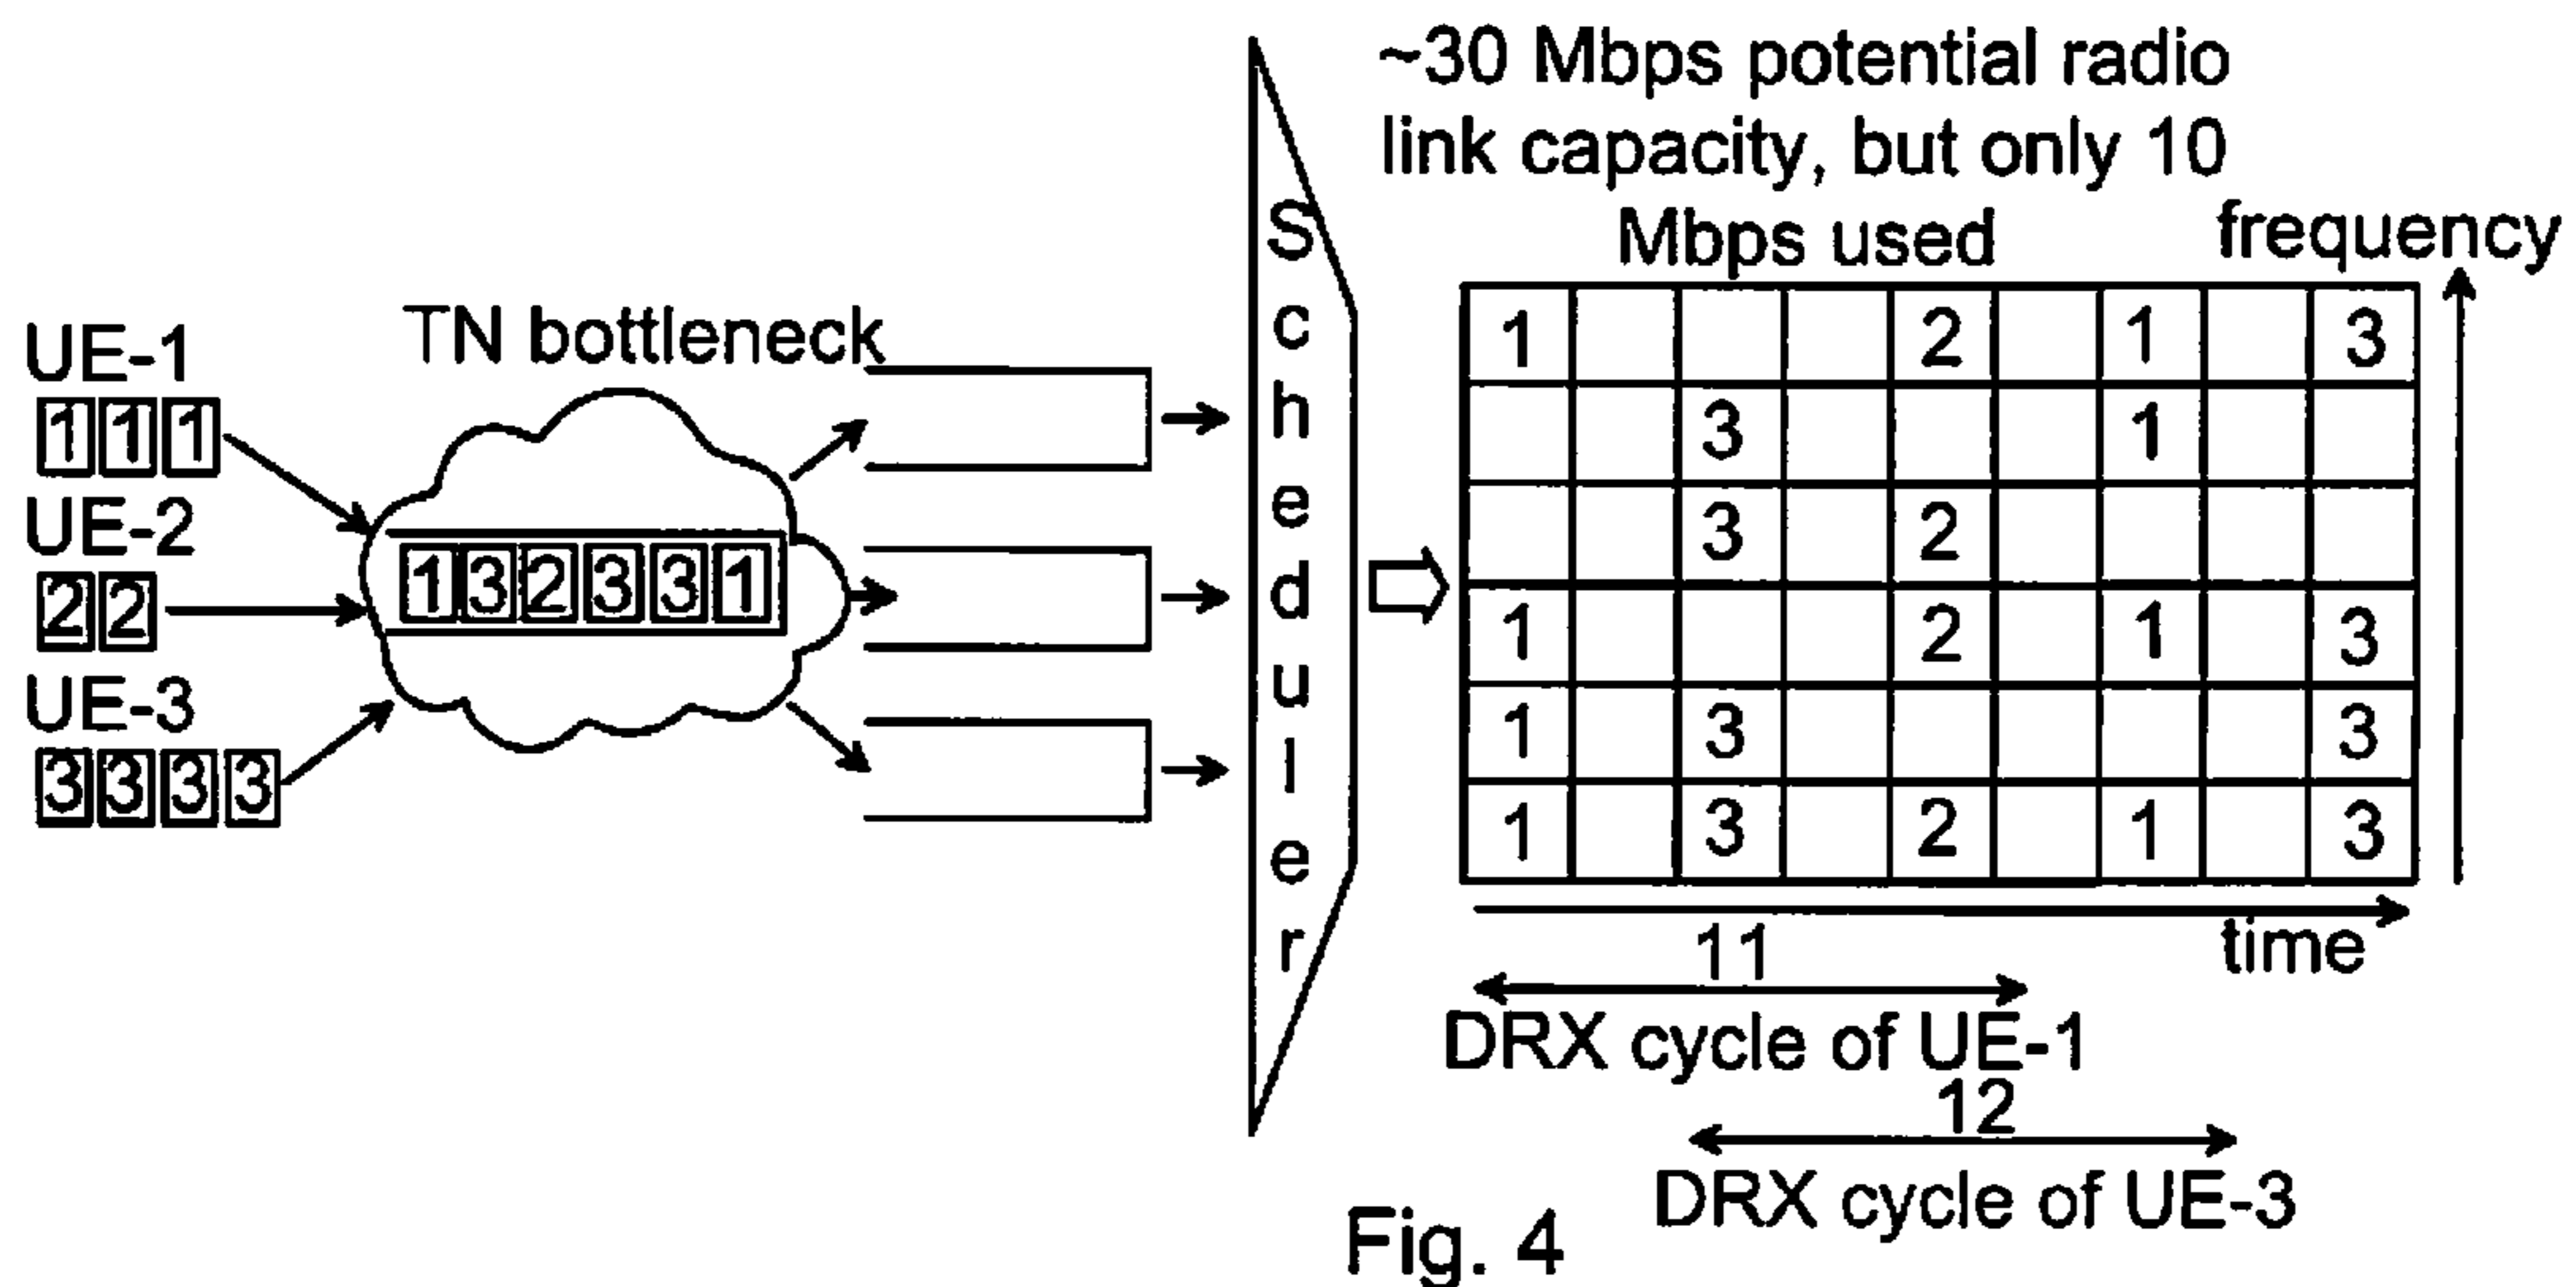 ~30 Mbps potential radio
link capacity, but only 10
Mbps used
frequency
TN bottleneck
UE-1
1 1 1
UE-2
2 2
UE-3
3 3 3 3
1 3 2 3 3 1
Scheduler
1 2 1 3
3 1
3 2
1 2 1 3
1 3 3
1 3 2 1 3
time
11
DRX cycle of UE-1
12
DRX cycle of UE-3
Fig. 4